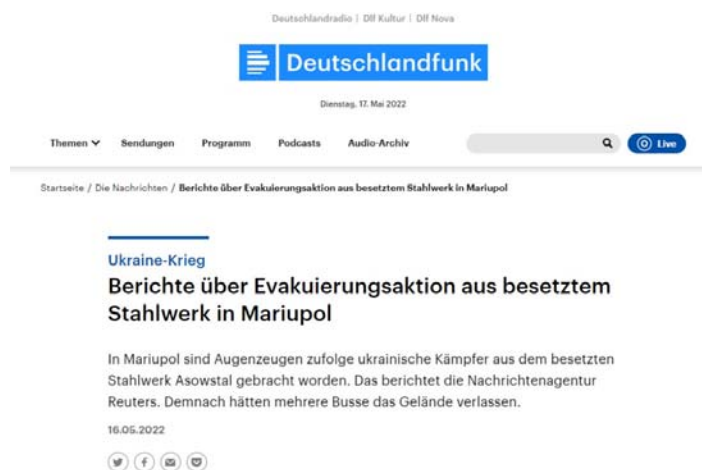 Deutschlandradio | Dlf Kultur | Dlf Nova
Deutschlandfunk
Dienstag, 17. Mai 2022
Themen Sendungen Programm Podcasts Audio-Archiv Live
Startseite / Die Nachrichten / Berichte über Evakuierungsaktion aus besetztem Stahlwerk in Mariupol
Ukraine-Krieg
Berichte über Evakuierungsaktion aus besetztem
Stahlwerk in Mariupol
In Mariupol sind Augenzeugen zufolge ukrainische Kämpfer aus dem besetzten
Stahlwerk Asowstal gebracht worden. Das berichtet die Nachrichtenagentur
Reuters. Demnach hätten mehrere Busse das Gelände verlassen.
16.05.2022